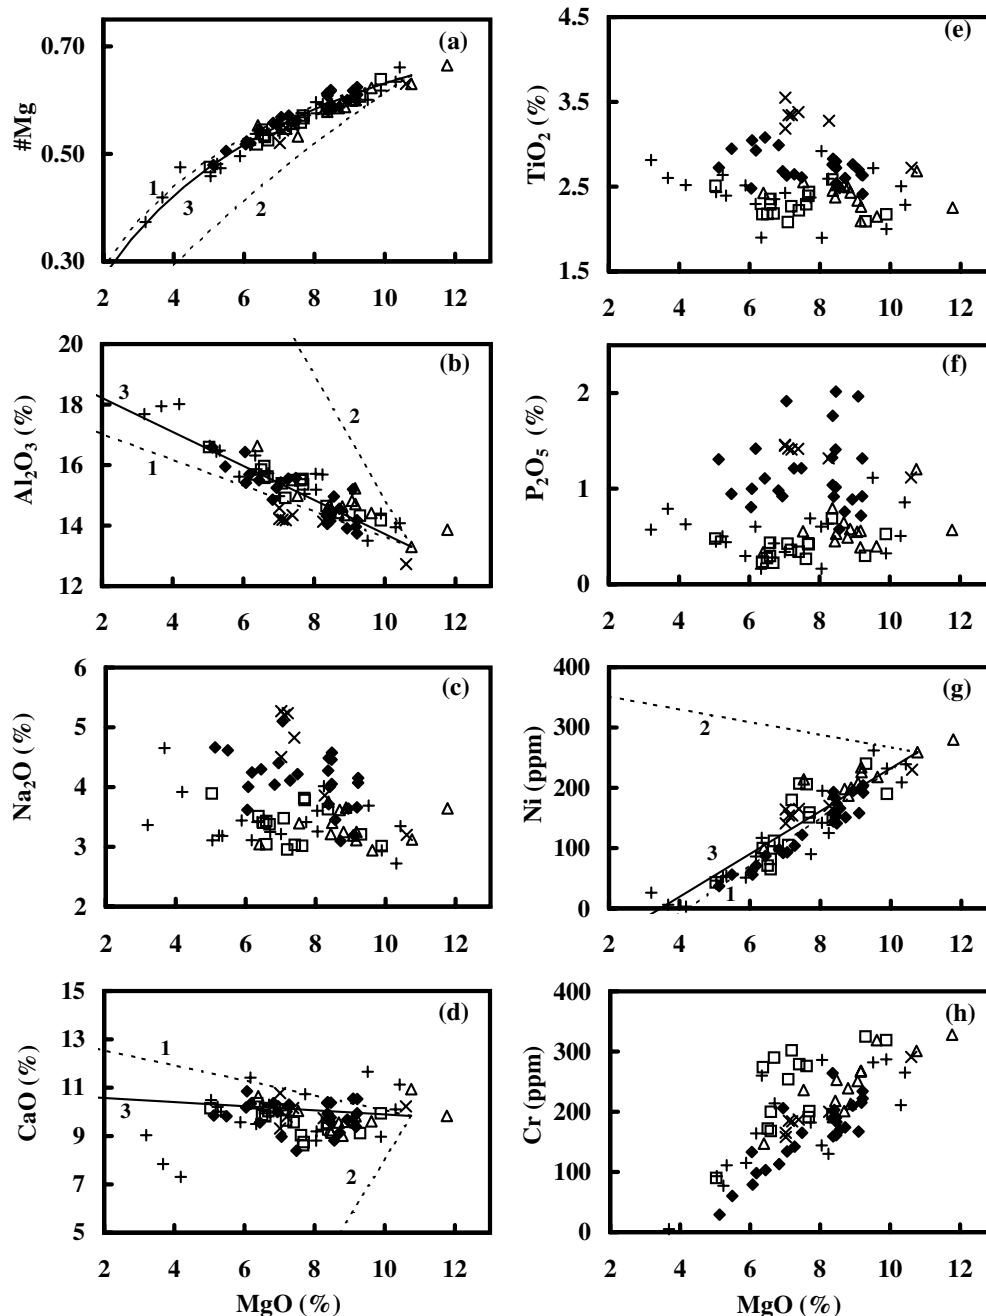 (a)
#Mg
0.70
0.50
0.30
1
3
2
2 4 6 8 10 12
(b)
Al₂O₃ (%)
20
18
16
14
12
3
1
2
2 4 6 8 10 12
(c)
Na₂O (%)
6
5
4
3
2
2 4 6 8 10 12
(d)
CaO (%)
15
13
11
9
7
5
1
3
2
2 4 6 8 10 12
MgO (%)
(e)
TiO₂ (%)
4.5
3.5
2.5
1.5
2 4 6 8 10 12
(f)
P₂O₅ (%)
2
1
0
2 4 6 8 10 12
(g)
Ni (ppm)
400
300
200
100
0
2
3
1
2 4 6 8 10 12
(h)
Cr (ppm)
400
300
200
100
0
2 4 6 8 10 12
MgO (%)